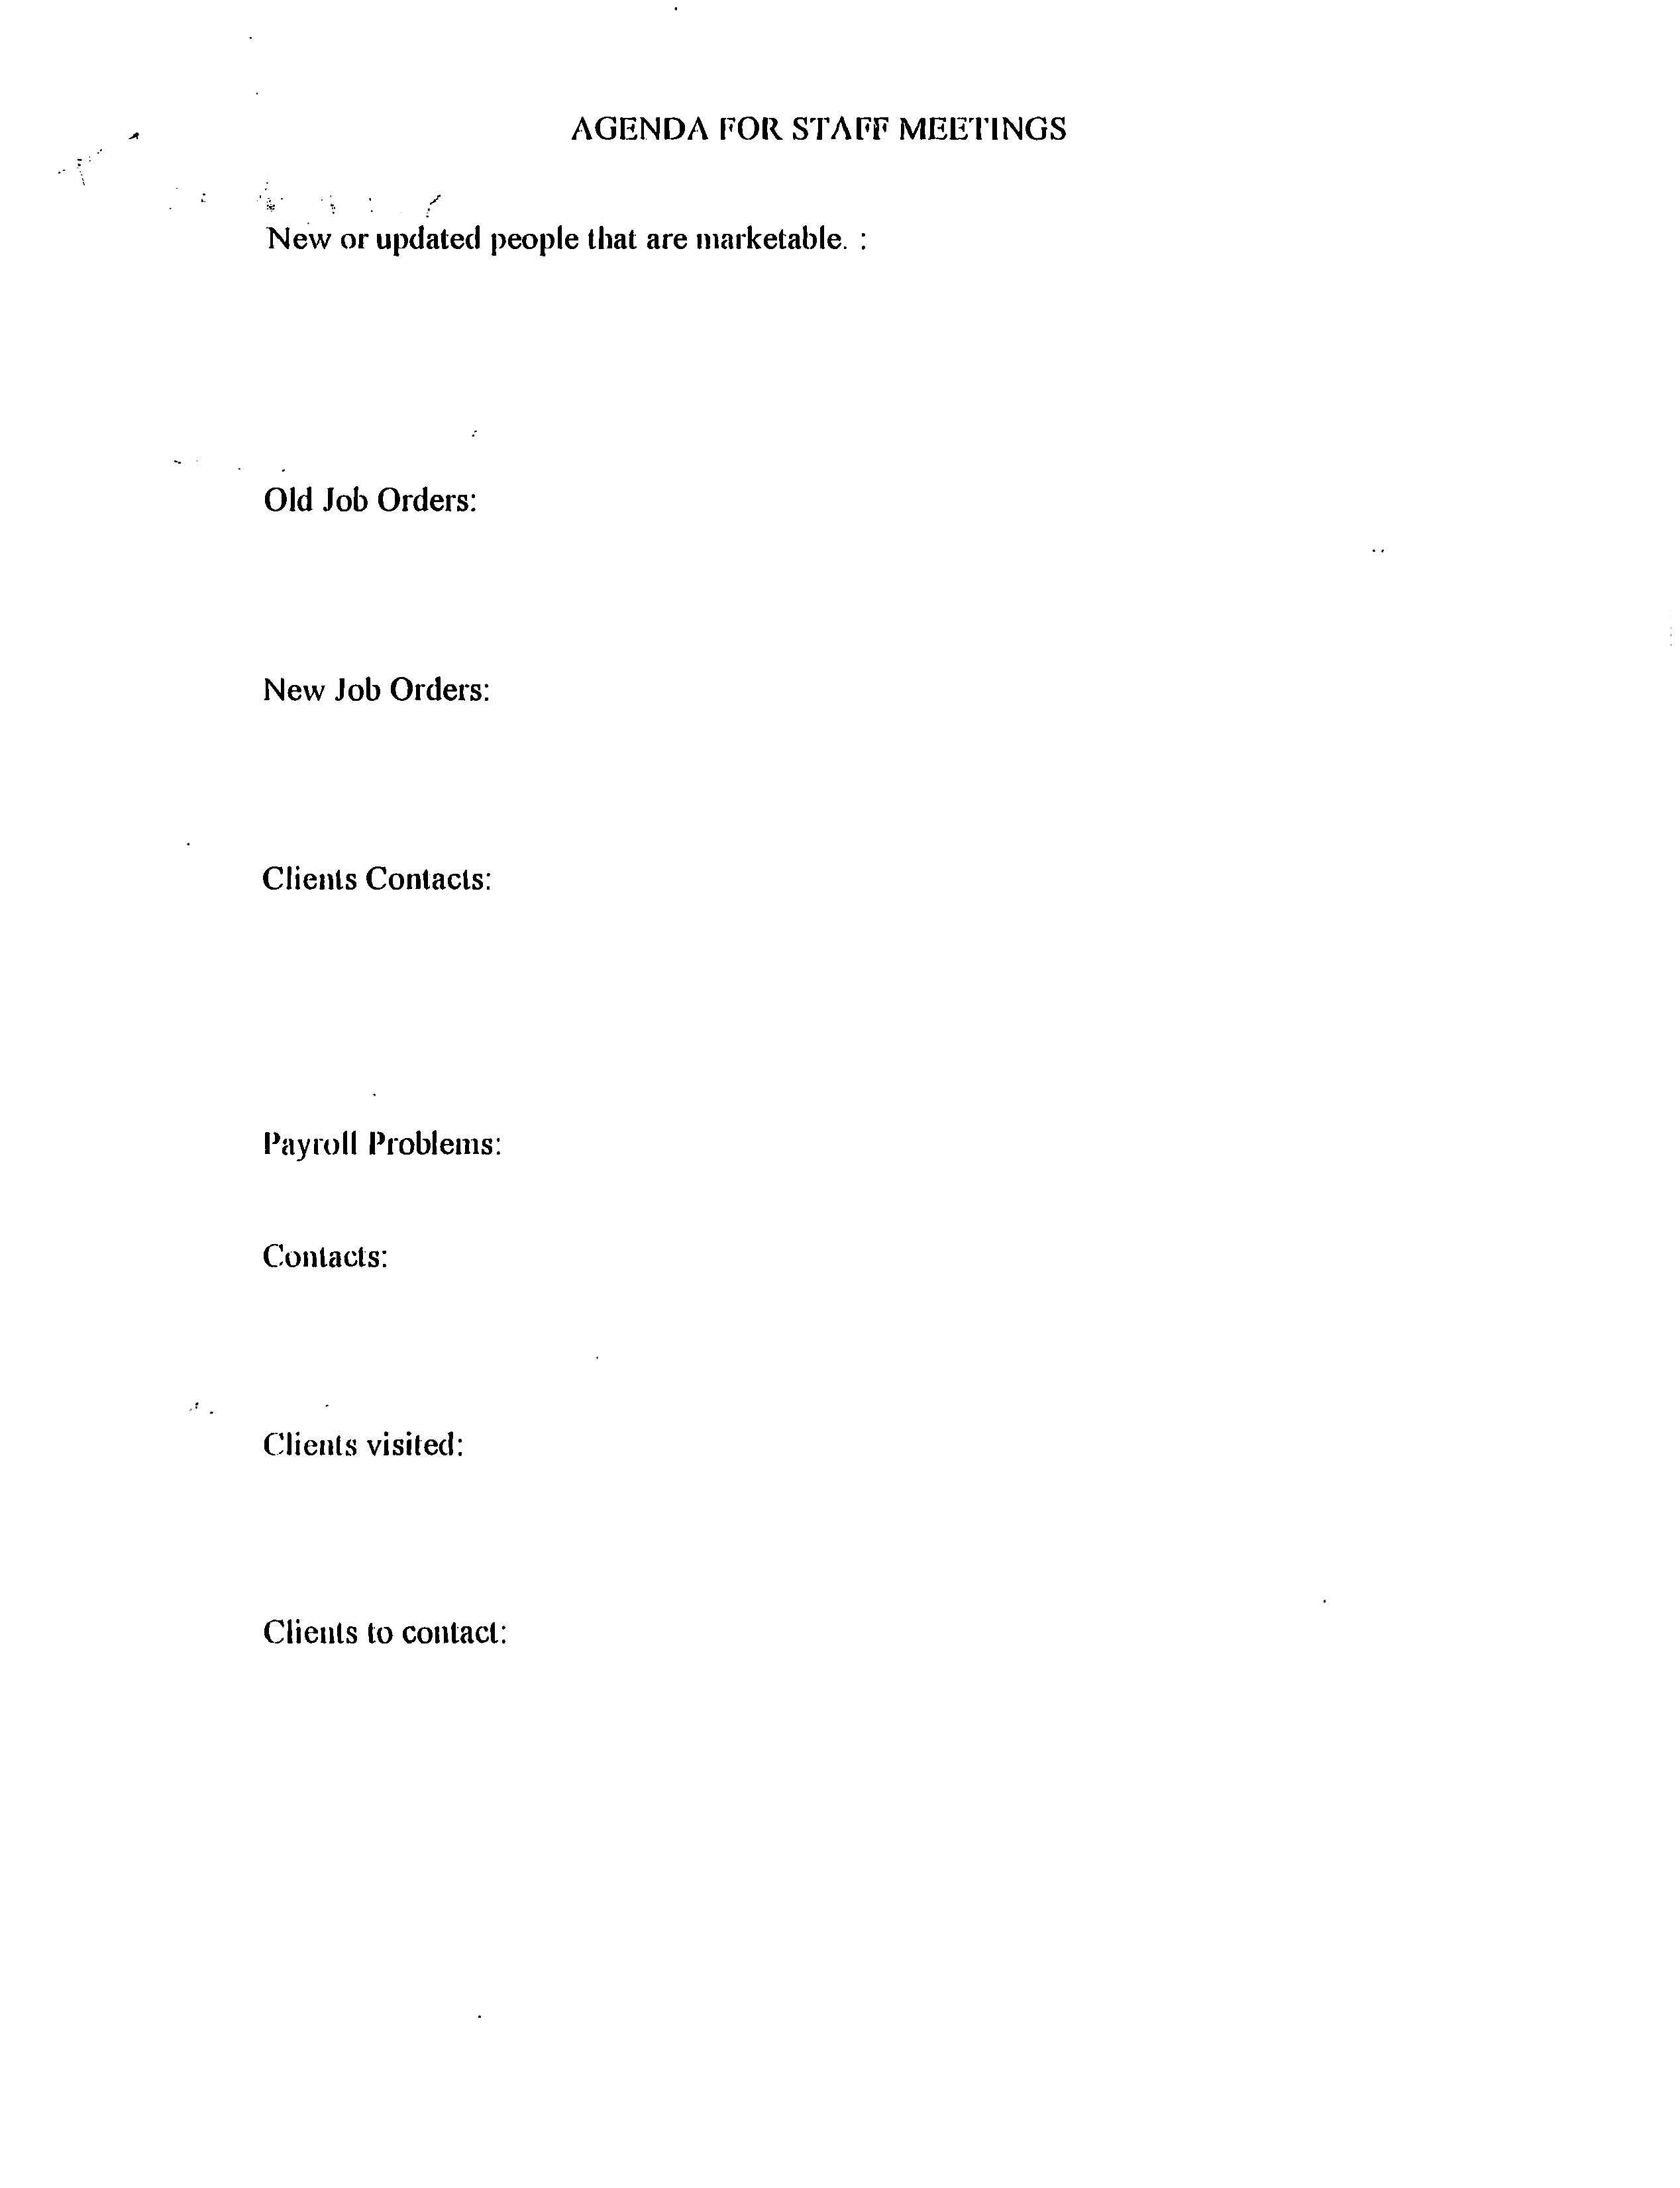 AGENDA FOR STAFF MEETINGS
New or updated people that are marketable. :
Old Job Orders:
New Job Orders:
Clients Contacts:
Payroll Problems:
Contacts:
Clients visited:
Clients to contact: